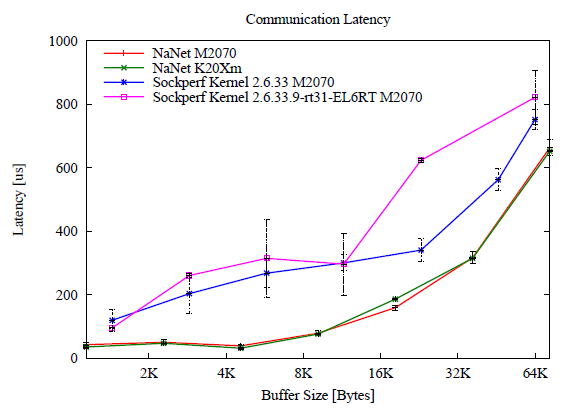 Communication Latency
1000
800
600
400
200
0
Latency [us]
NaNet M2070
NaNet K20Xm
Sockperf Kernel 2.6.33 M2070
Sockperf Kernel 2.6.33.9-rt31-EL6RT M2070
2K 4K 8K 16K 32K 64K
Buffer Size [Bytes]